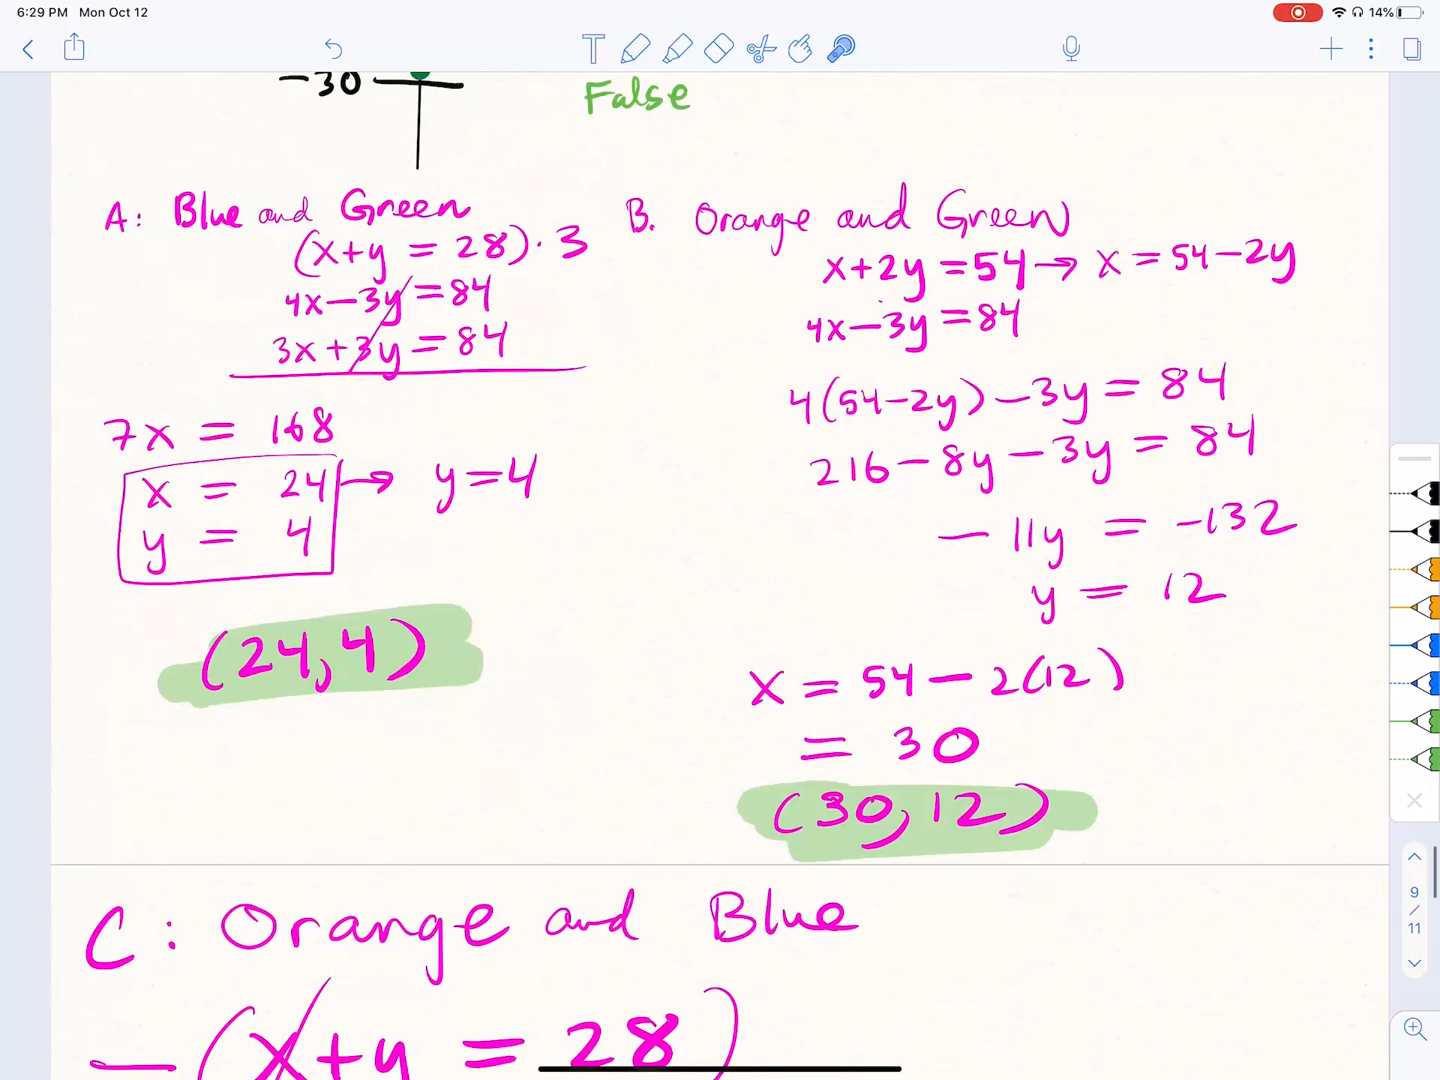 6:29 PM Mon Oct 12
14%
T
-30
False
A: Blue and Green
(x+y = 28)·3
4x-3y = 84
3x+3y = 84
7x = 168
x = 24 → y=4
y = 4
(24,4)
B. Orange and Green
x+2y = 54 → x = 54-2y
4x-3y = 84
4(54-2y)-3y = 84
216-8y-3y = 84
-11y = -132
y = 12
x = 54-2(12)
= 30
(30,12)
C: Orange and Blue
-(x+y = 28)
9
/
11